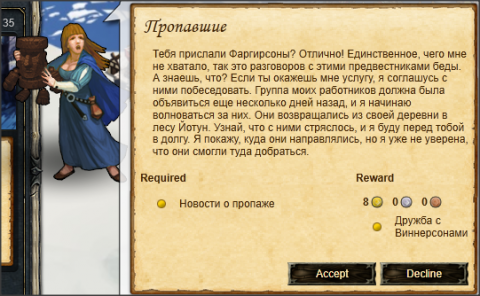 35
Пропавшие
Тебя прислали Фаргирсоны? Отлично! Единственное, чего мне
не хватало, так это разговоров с этими предвестниками беды.
А знаешь, что? Если ты окажешь мне услугу, я соглашусь с
ними побеседовать. Группа моих работников должна была
объявиться еще несколько дней назад, и я начинаю
волноваться за них. Они возвращались из своей деревни в
лесу Йотун. Узнай, что с ними стряслось, и я буду перед тобой
в долгу. Я покажу, куда они направлялись, но я уже не уверена,
что они смогли туда добраться.
Required
Новости о пропаже
Reward
8 0 0
Дружба с
Виннерсонами
Accept
Decline